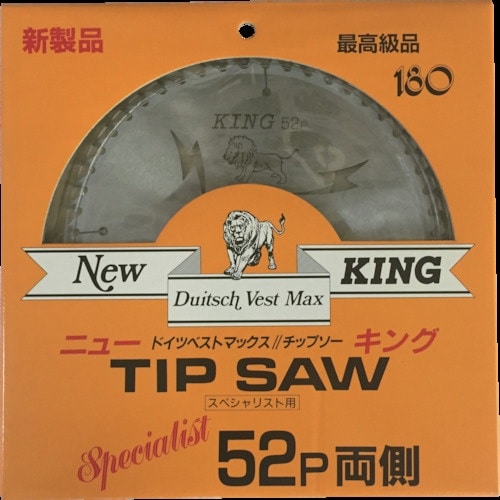 新製品
最高級品
180
KING 52P
New KING
Duitsch Vest Max
ニュー ドイツベストマックス//チップソー キング
TIP SAW
スペシャリスト用
Specialist 52P両側